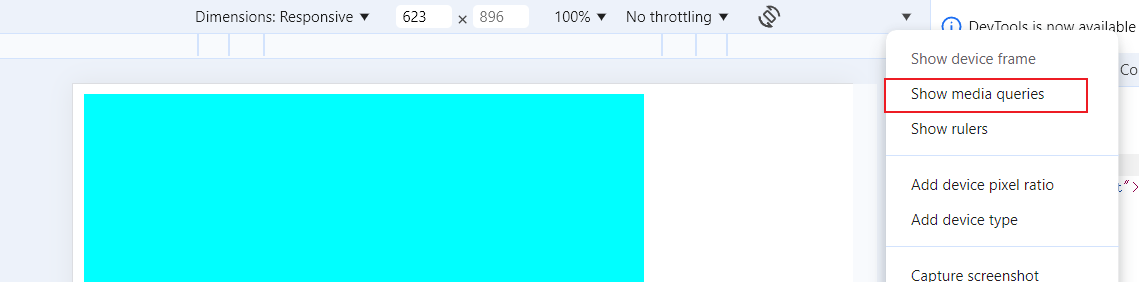 Dimensions: Responsive 623 × 896 100% No throttling
DevTools is now available
Show device frame
Co
Show media queries
Show rulers
Add device pixel ratio
t">
Add device type
Capture screenshot